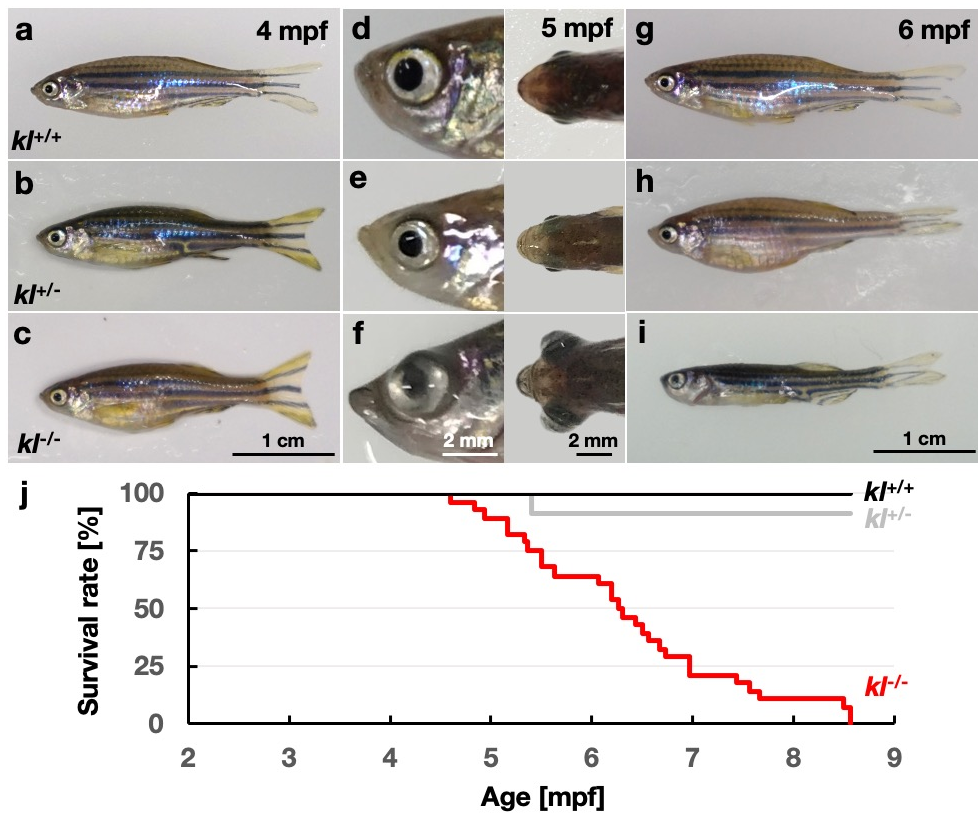 a 4 mpf
kl+/+
b
kl+/-
c
kl-/-
1 cm
d 5 mpf
e
f
2 mm 2 mm
g 6 mpf
h
i
1 cm
j
Survival rate [%]
100
75
50
25
0
kl+/+
kl+/-
kl-/-
2 3 4 5 6 7 8 9
Age [mpf]